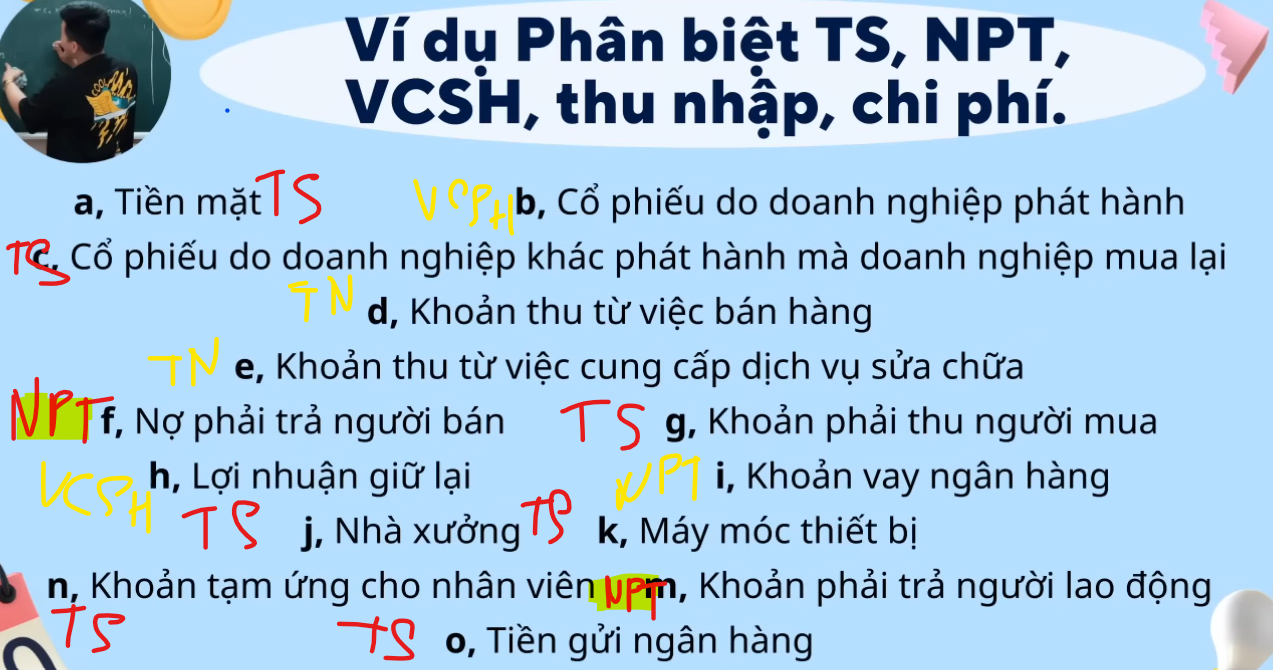 Ví dụ Phân biệt TS, NPT,
VCSH, thu nhập, chi phí.
a, Tiền mặt TS VCSH b, Cổ phiếu do doanh nghiệp phát hành
TS c, Cổ phiếu do doanh nghiệp khác phát hành mà doanh nghiệp mua lại
TN d, Khoản thu từ việc bán hàng
TN e, Khoản thu từ việc cung cấp dịch vụ sửa chữa
NPT f, Nợ phải trả người bán TS g, Khoản phải thu người mua
VCSH h, Lợi nhuận giữ lại NPT i, Khoản vay ngân hàng
TS j, Nhà xưởng TS k, Máy móc thiết bị
n, Khoản tạm ứng cho nhân viên NPT m, Khoản phải trả người lao động
TS TS o, Tiền gửi ngân hàng